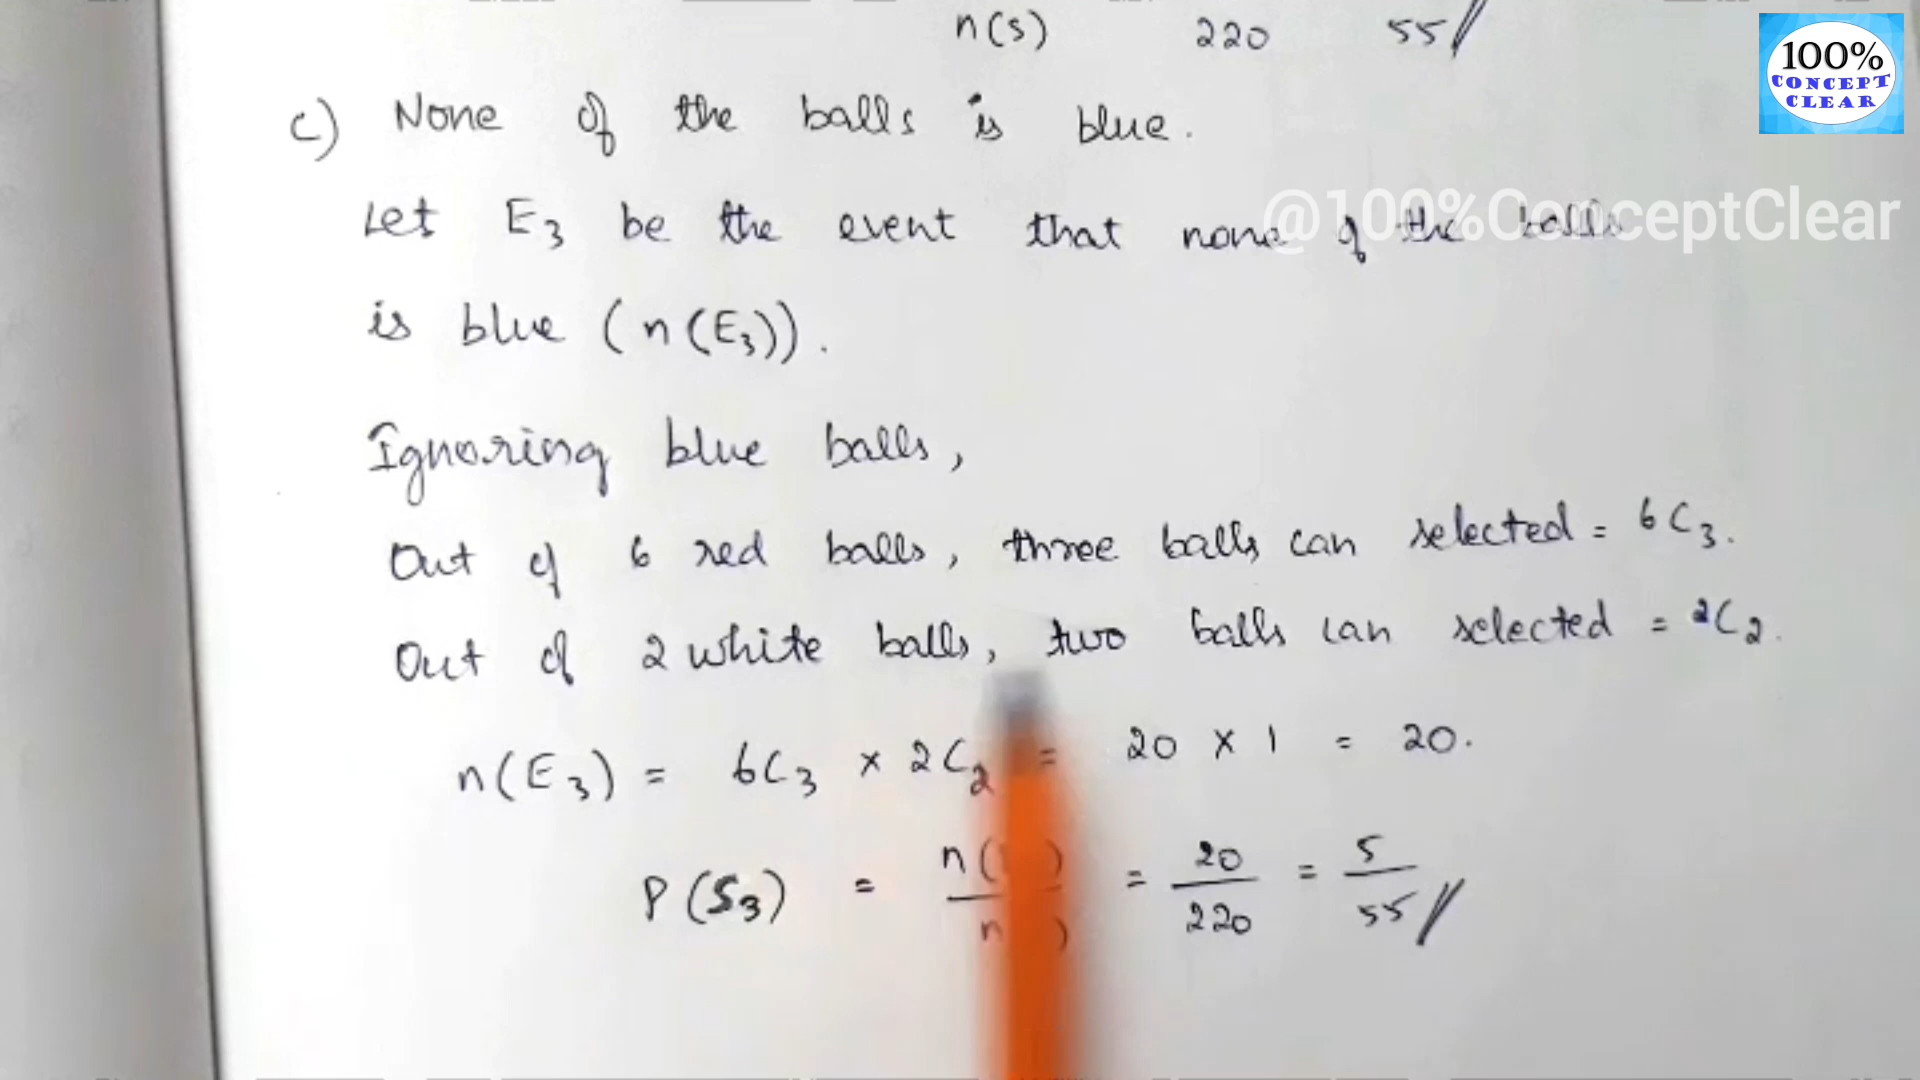 n(s) 220 55//
100%
CONCEPT
CLEAR
c) None of the balls is blue.
@100%ConceptClear
Let E3 be the event that none of the balls
is blue (n(E3)).
Ignoring blue balls,
Out of 6 red balls, three balls can selected = 6C3.
Out of 2 white balls, two balls can selected = 2C2.
n(E3) = 6C3 x 2C2 = 20 x 1 = 20.
P(S3) = n( ) / n( ) = 20/220 = 5/55//